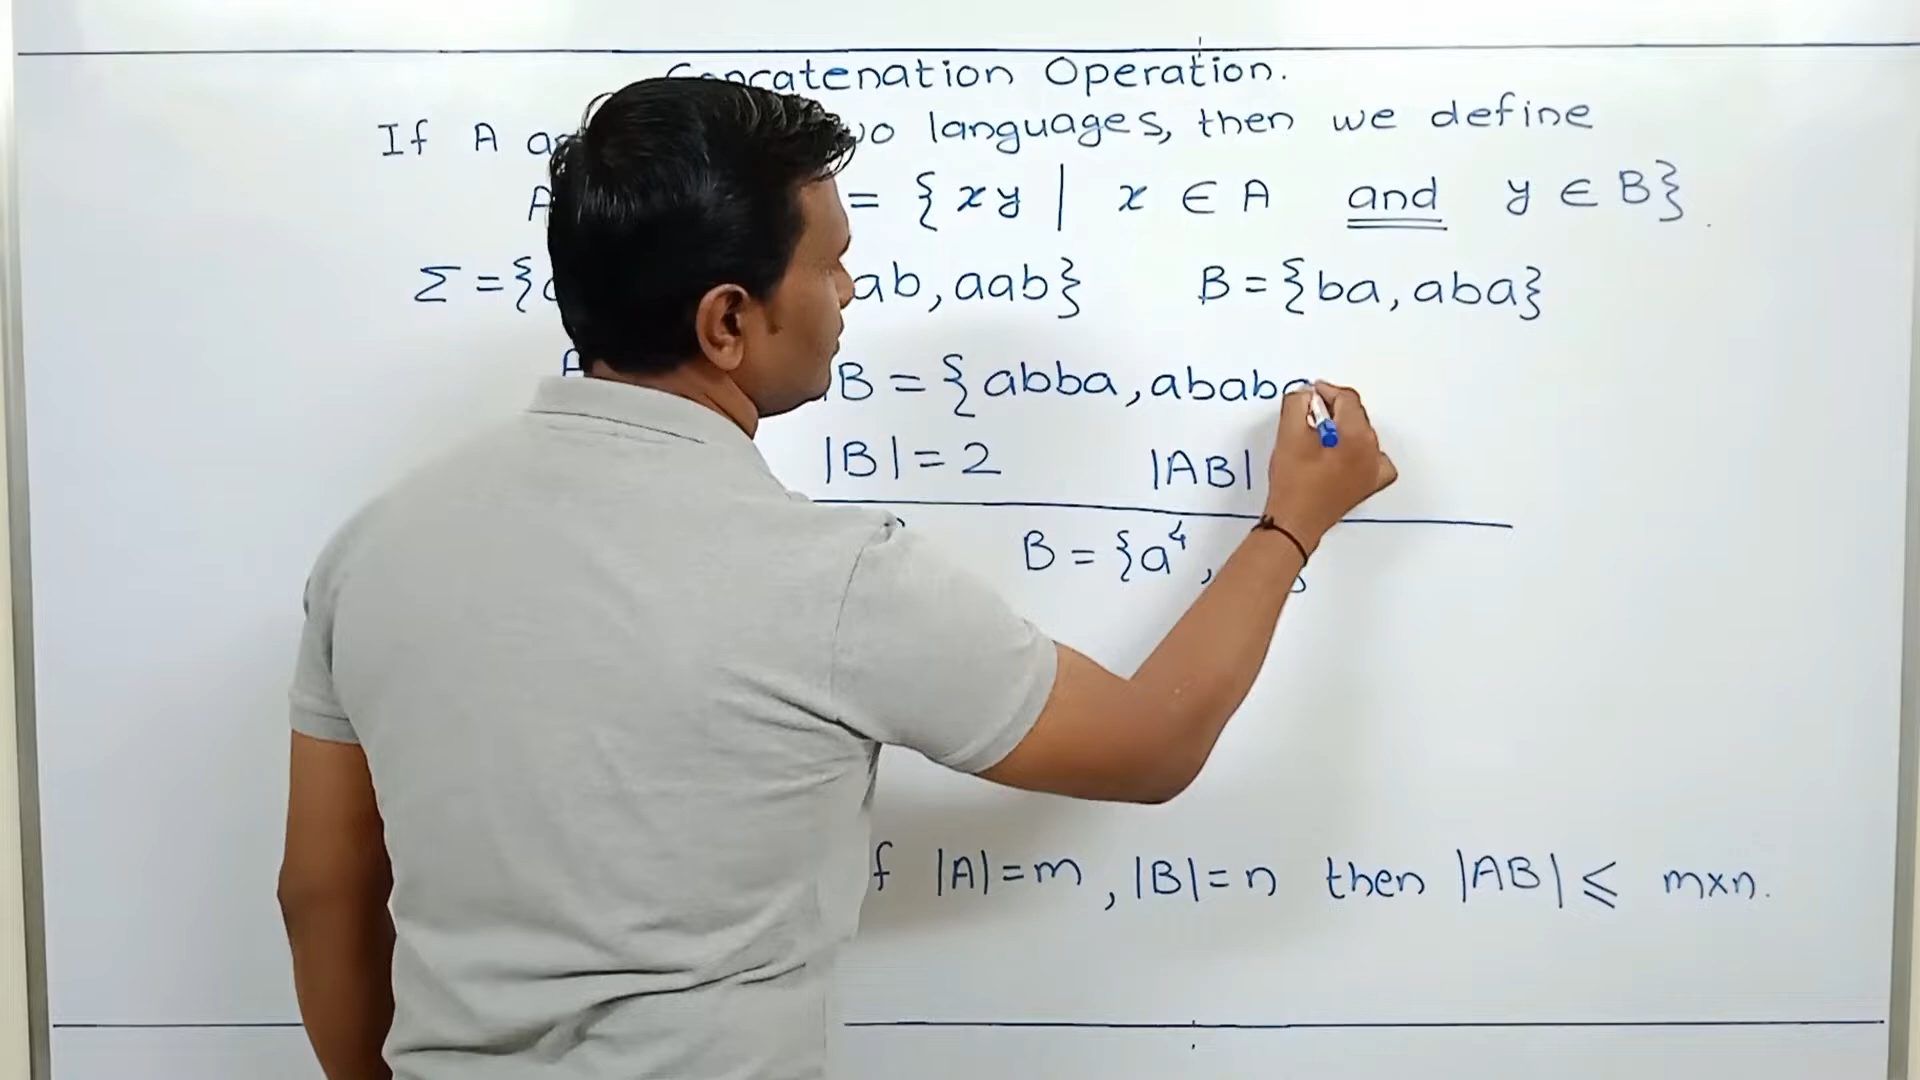 Concatenation Operation.
If A languages, then we define
A = {xy | x ∈ A and y ∈ B}.
Σ = { ab, aab} B = {ba, aba}
B = {abba, ababa
|B| = 2 |AB|
B = {a⁴,
f |A| = m, |B| = n then |AB| ⩽ m×n.